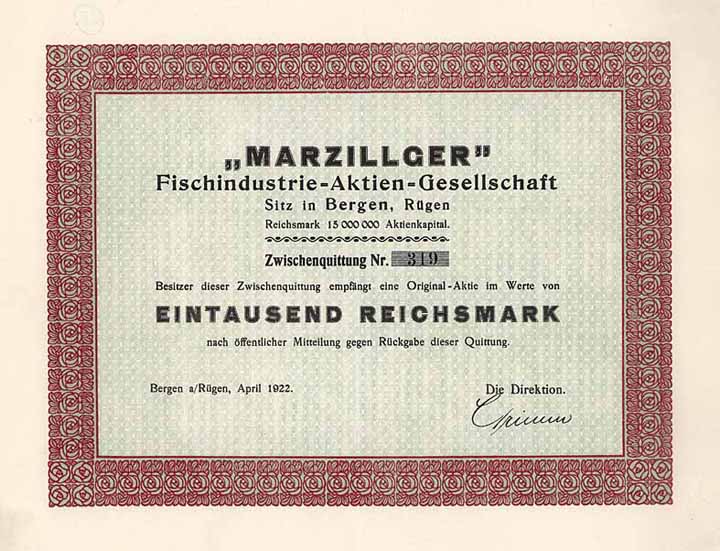 „MARZILLGER”
Fischindustrie-Aktien-Gesellschaft
Sitz in Bergen, Rügen
Reichsmark 15 000 000 Aktienkapital.
Zwischenquittung Nr. 319
Besitzer dieser Zwischenquittung empfängt eine Original-Aktie im Werte von
EINTAUSEND REICHSMARK
nach öffentlicher Mitteilung gegen Rückgabe dieser Quittung.
Bergen a/Rügen, April 1922.
Die Direktion.